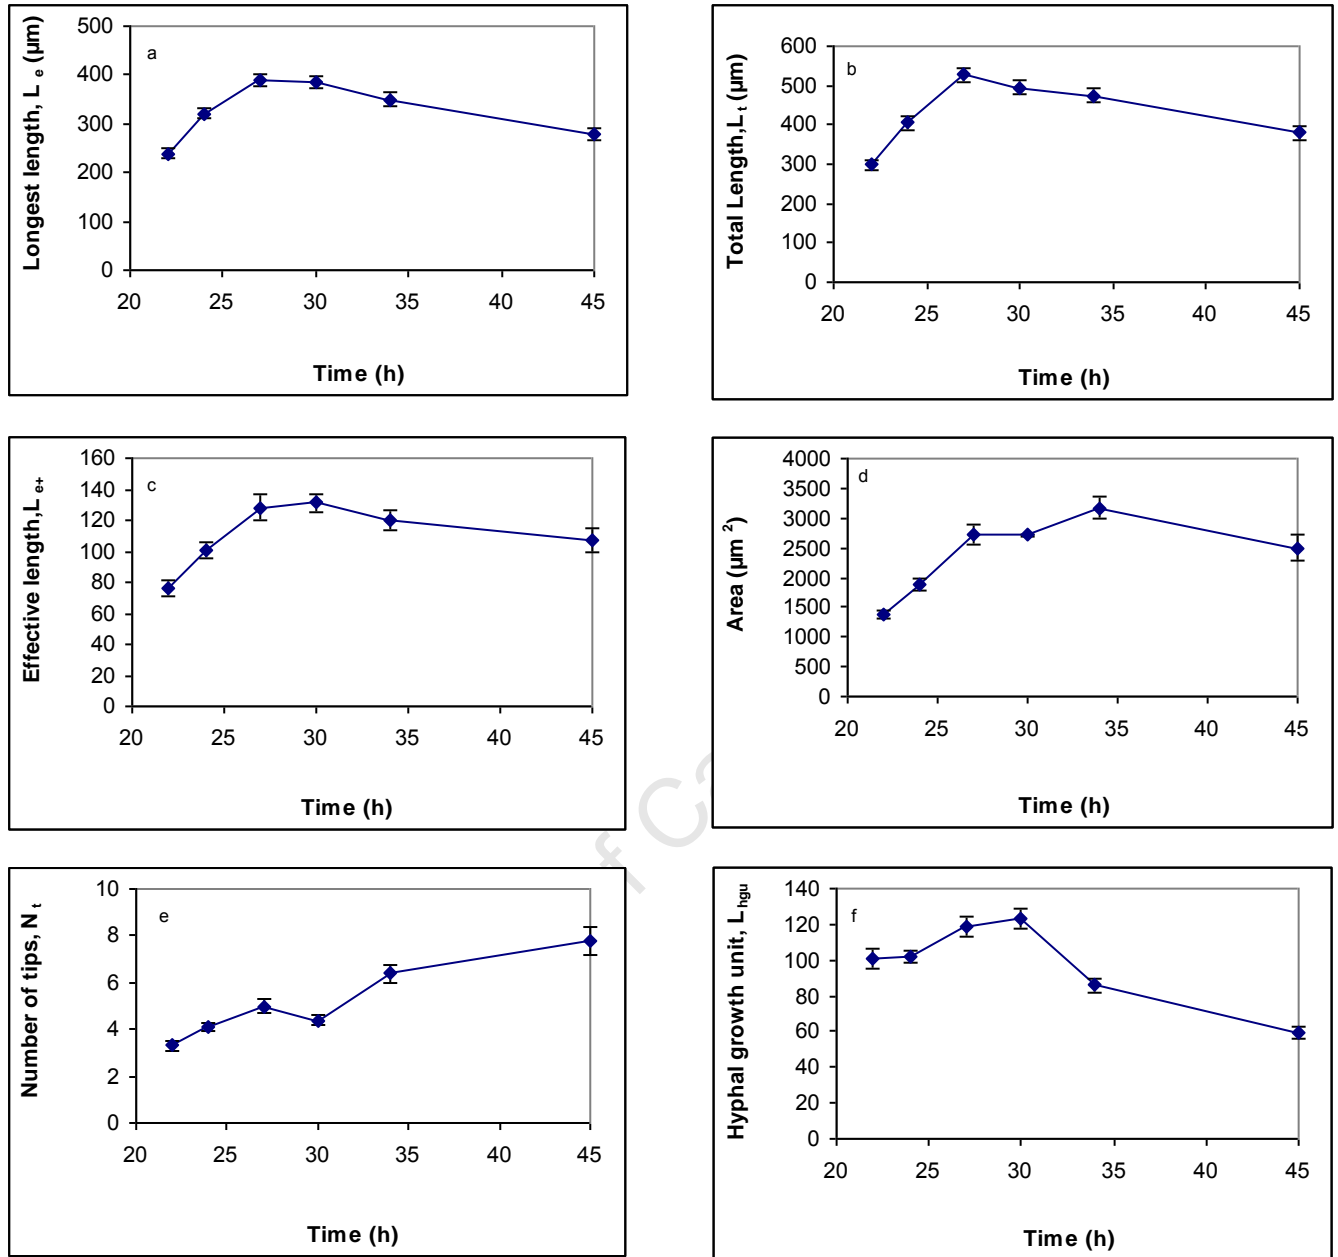 a
Longest length, L e (µm)
500
400
300
200
100
0
20 25 30 35 40 45
Time (h)
b
Total Length,L t (µm)
600
500
400
300
200
100
0
20 25 30 35 40 45
Time (h)
c
Effective length,L e+
160
140
120
100
80
60
40
20
0
20 25 30 35 40 45
Time (h)
d
Area (µm 2)
4000
3500
3000
2500
2000
1500
1000
500
0
20 25 30 35 40 45
Time (h)
e
Number of tips, N t
10
8
6
4
2
0
20 25 30 35 40 45
Time (h)
f
Hyphal growth unit, L hgu
140
120
100
80
60
40
20
0
20 25 30 35 40 45
Time (h)